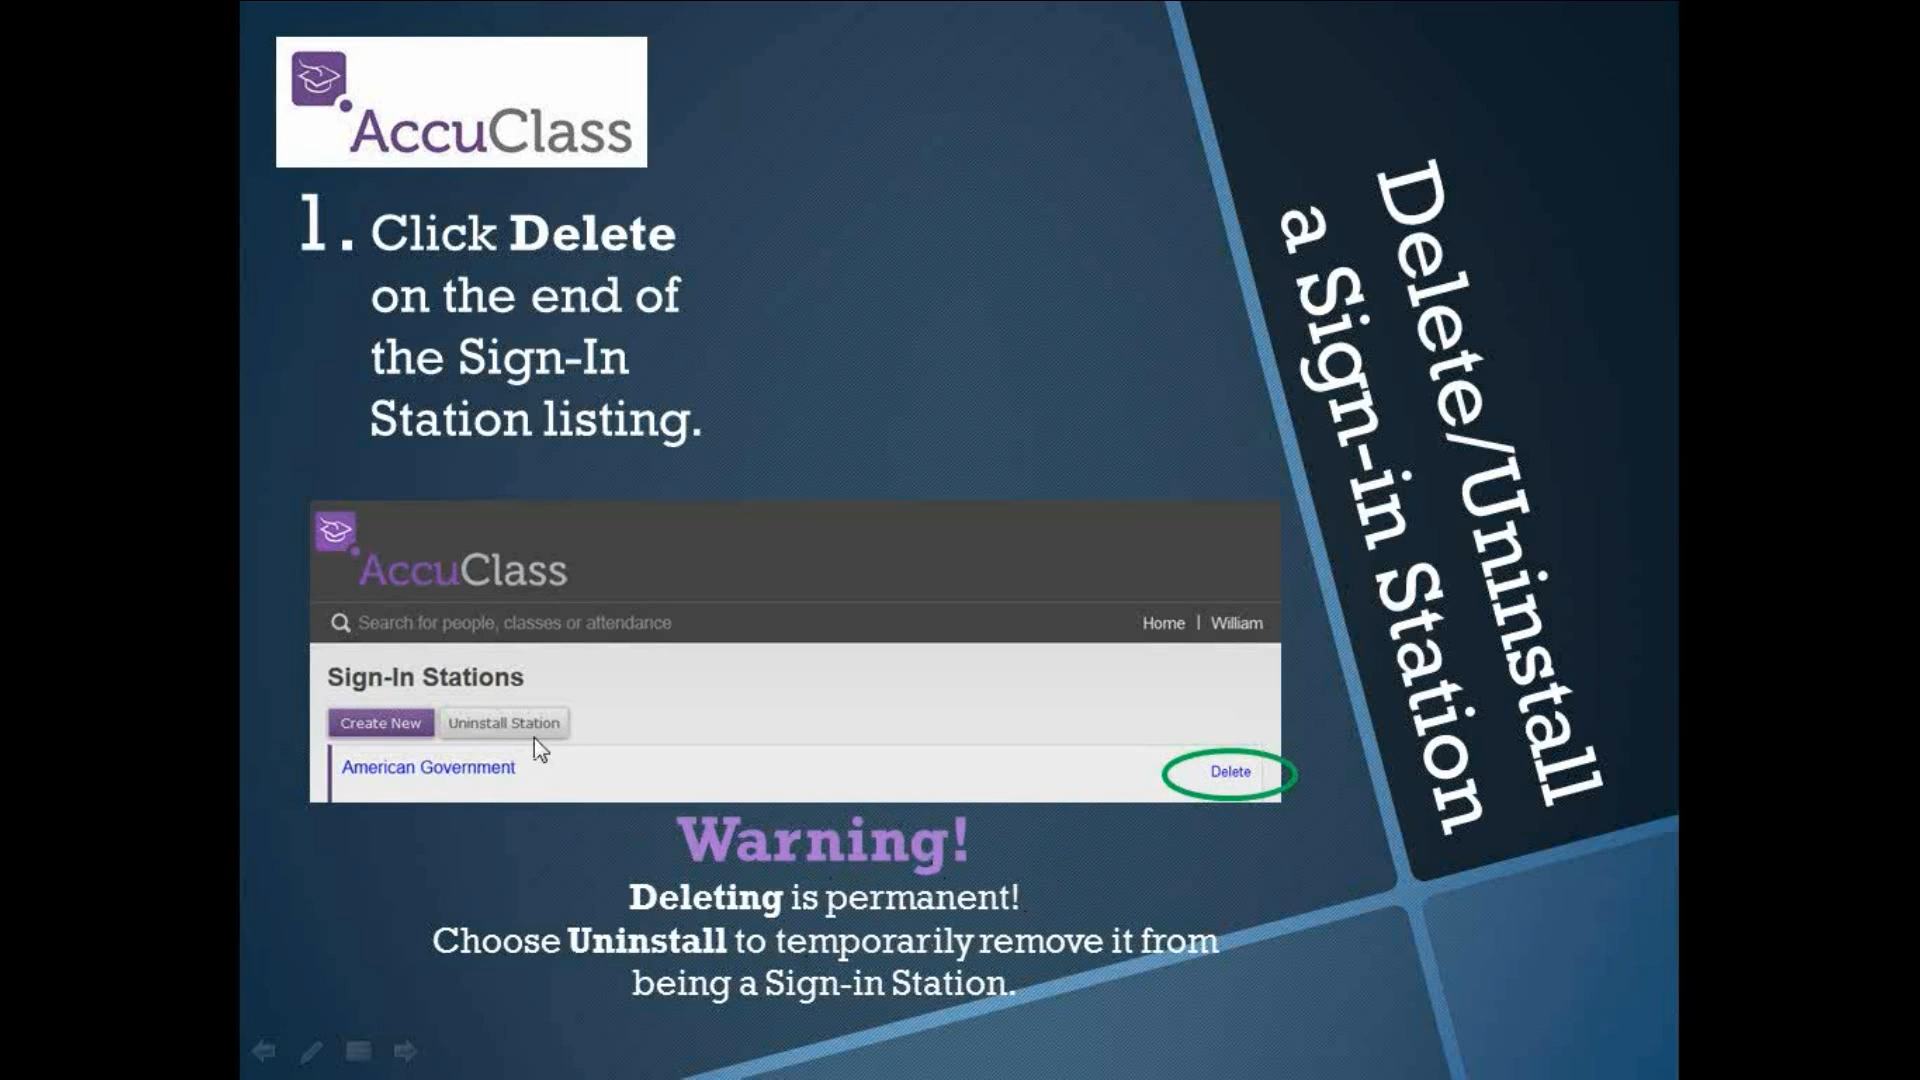 AccuClass
1. Click Delete
on the end of
the Sign-In
Station listing.
Delete/Uninstall
a Sign-in Station
AccuClass
Search for people, classes or attendance
Home | William
Sign-In Stations
Create New Uninstall Station
American Government Delete
Warning!
Deleting is permanent!
Choose Uninstall to temporarily remove it from
being a Sign-in Station.